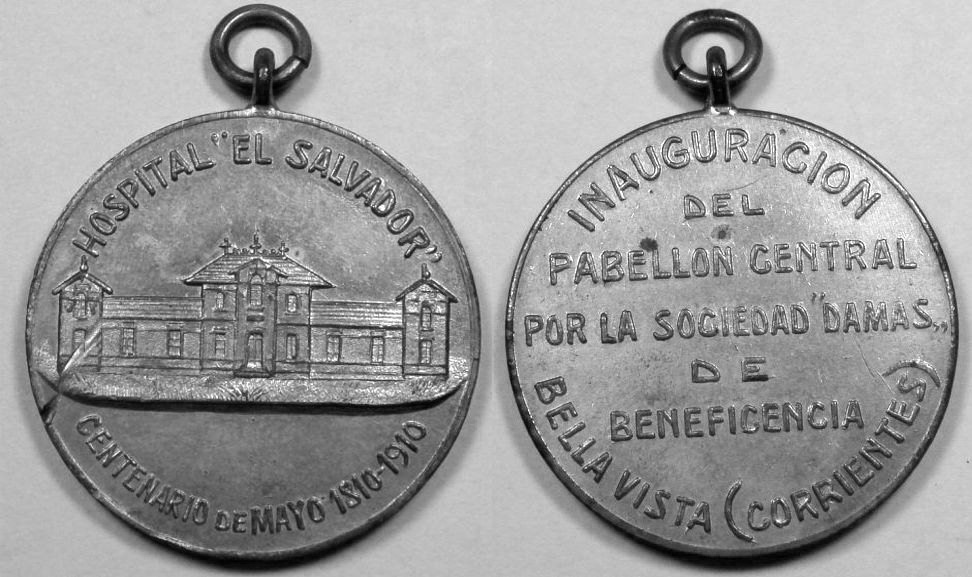 HOSPITAL "EL SALVADOR"
CENTENARIO DE MAYO 1810-1910
INAUGURACION
DEL
PABELLON CENTRAL
POR LA SOCIEDAD "DAMAS„
DE
BENEFICENCIA
BELLA VISTA (CORRIENTES)